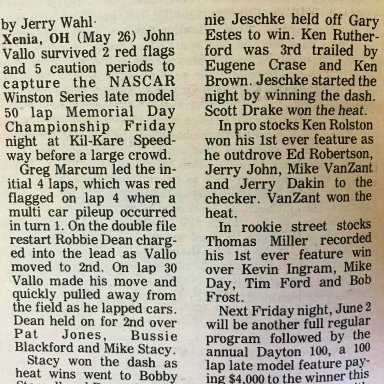 by Jerry Wahl
Xenia, OH (May 26) John
Vallo survived 2 red flags
and 5 caution periods to
capture the NASCAR
Winston Series late model
50 lap Memorial Day
Championship Friday
night at Kil-Kare Speed-
way before a large crowd.
Greg Marcum led the in-
itial 4 laps, which was red
flagged on lap 4 when a
multi car pileup occurred
in turn 1. On the double file
restart Robbie Dean charg-
ed into the lead as Vallo
moved to 2nd. On lap 30
Vallo made his move and
quickly pulled away from
the field as he lapped cars.
Dean held on for 2nd over
Pat Jones, Bussie
Blackford and Mike Stacy.
Stacy won the dash as
heat wins went to Bobby
nie Jeschke held off Gary
Estes to win. Ken Ruther-
ford was 3rd trailed by
Eugene Crase and Ken
Brown. Jeschke started the
night by winning the dash.
Scott Drake won the heat.
In pro stocks Ken Rolston
won his 1st ever feature as
he outdrove Ed Robertson,
Jerry John, Mike VanZant
and Jerry Dakin to the
checker. VanZant won the
heat.
In rookie street stocks
Thomas Miller recorded
his 1st ever feature win
over Kevin Ingram, Mike
Day, Tim Ford and Bob
Frost.
Next Friday night, June 2
will be another full regular
program followed by the
annual Dayton 100, a 100
lap late model feature pay-
ing $4,000 to the winner this